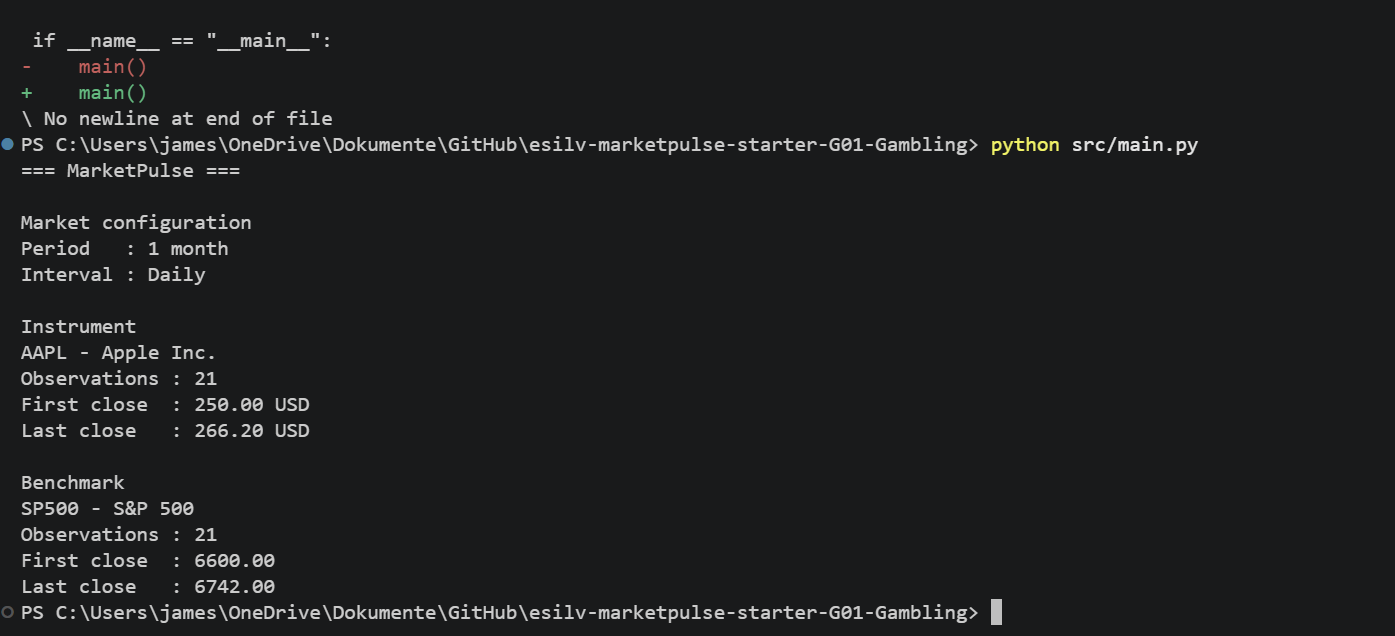 if __name__ == "__main__":
-    main()
+    main()
\ No newline at end of file
PS C:\Users\james\OneDrive\Dokumente\GitHub\esilv-marketpulse-starter-G01-Gambling> python src/main.py
=== MarketPulse ===
Market configuration
Period   : 1 month
Interval : Daily
Instrument
AAPL - Apple Inc.
Observations : 21
First close  : 250.00 USD
Last close   : 266.20 USD
Benchmark
SP500 - S&P 500
Observations : 21
First close  : 6600.00
Last close   : 6742.00
PS C:\Users\james\OneDrive\Dokumente\GitHub\esilv-marketpulse-starter-G01-Gambling>